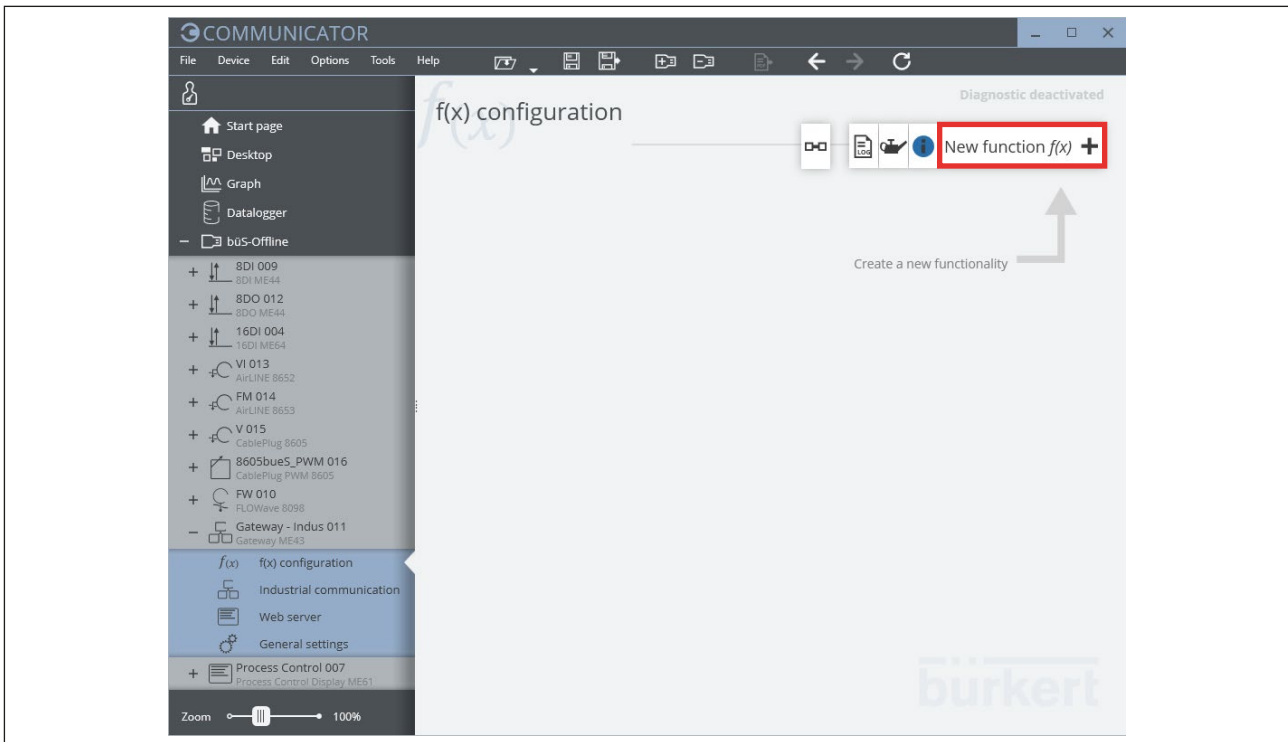 COMMUNICATOR
File Device Edit Options Tools Help
Start page
Desktop
Graph
Datalogger
büS-Offline
8DI 009
8DI ME44
8DO 012
8DO ME44
16DI 004
16DI ME64
VI 013
AirLINE 8652
FM 014
AirLINE 8653
V 015
CablePlug 8605
8605bueS_PWM 016
CablePlug PWM 8605
FW 010
FLOWave 8098
Gateway - Indus 011
Gateway ME43
f(x) f(x) configuration
Industrial communication
Web server
General settings
Process Control 007
Process Control Display ME61
Zoom 100%
f(x)
f(x) configuration
Diagnostic deactivated
LOG
New function f(x) +
Create a new functionality
bürkert